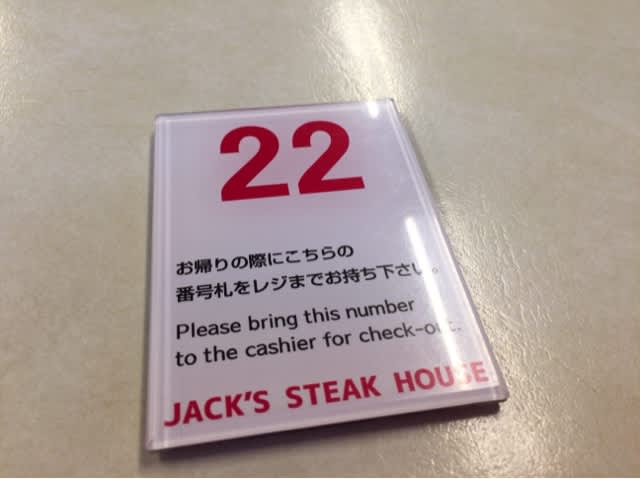 22
お帰りの際にこちらの
番号札をレジまでお持ち下さい。
Please bring this number
to the cashier for check-out.
JACK'S STEAK HOUSE